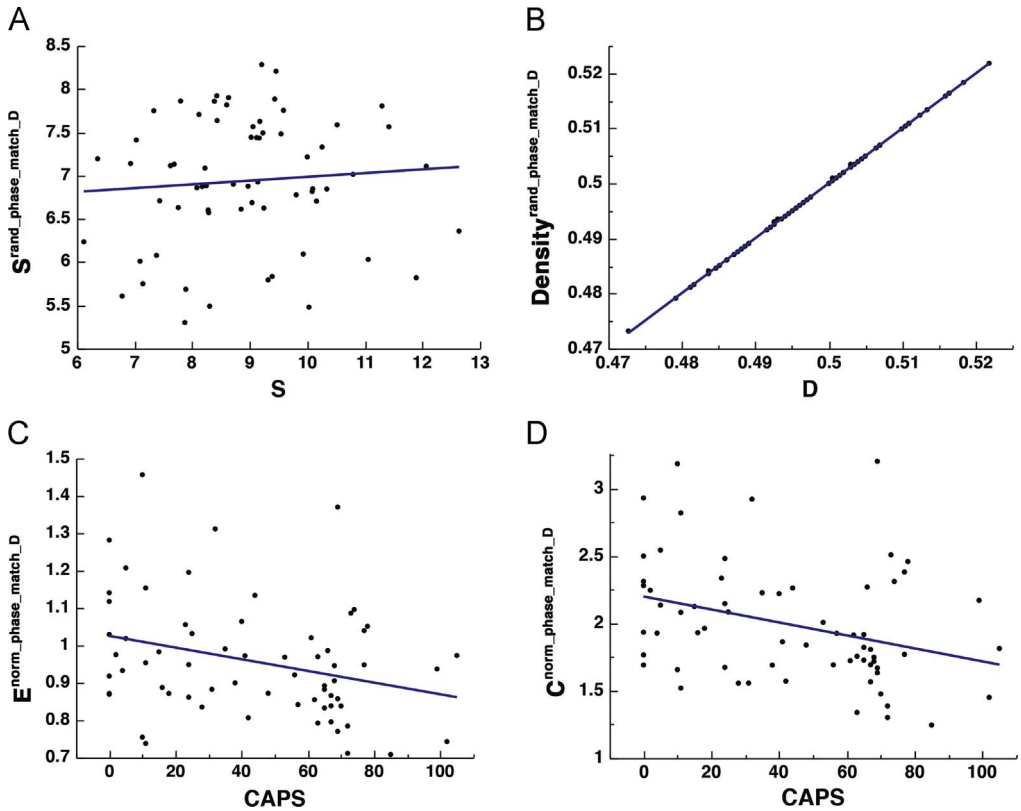 A
8.5
8
7.5
7
6.5
6
5.5
5
6 7 8 9 10 11 12 13
S
S^rand_phase_match_D
B
0.52
0.51
0.5
0.49
0.48
0.47
0.47 0.48 0.49 0.5 0.51 0.52
D
Density^rand_phase_match_D
C
1.5
1.4
1.3
1.2
1.1
1
0.9
0.8
0.7
0 20 40 60 80 100
CAPS
E^norm_phase_match_D
D
3
2.5
2
1.5
1
0 20 40 60 80 100
CAPS
C^norm_phase_match_D